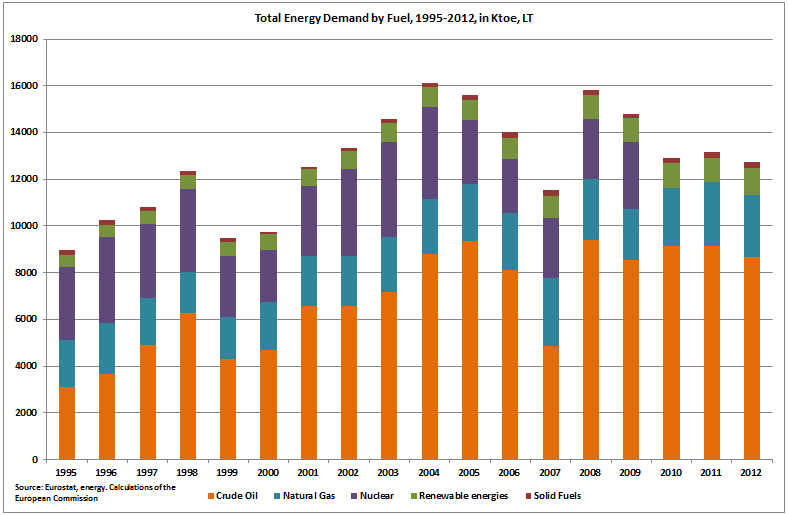 Total Energy Demand by Fuel, 1995-2012, in Ktoe, LT
18000
16000
14000
12000
10000
8000
6000
4000
2000
0
1995 1996 1997 1998 1999 2000 2001 2002 2003 2004 2005 2006 2007 2008 2009 2010 2011 2012
Source: Eurostat, energy. Calculations of the
European Commission
Crude Oil Natural Gas Nuclear Renewable energies Solid Fuels